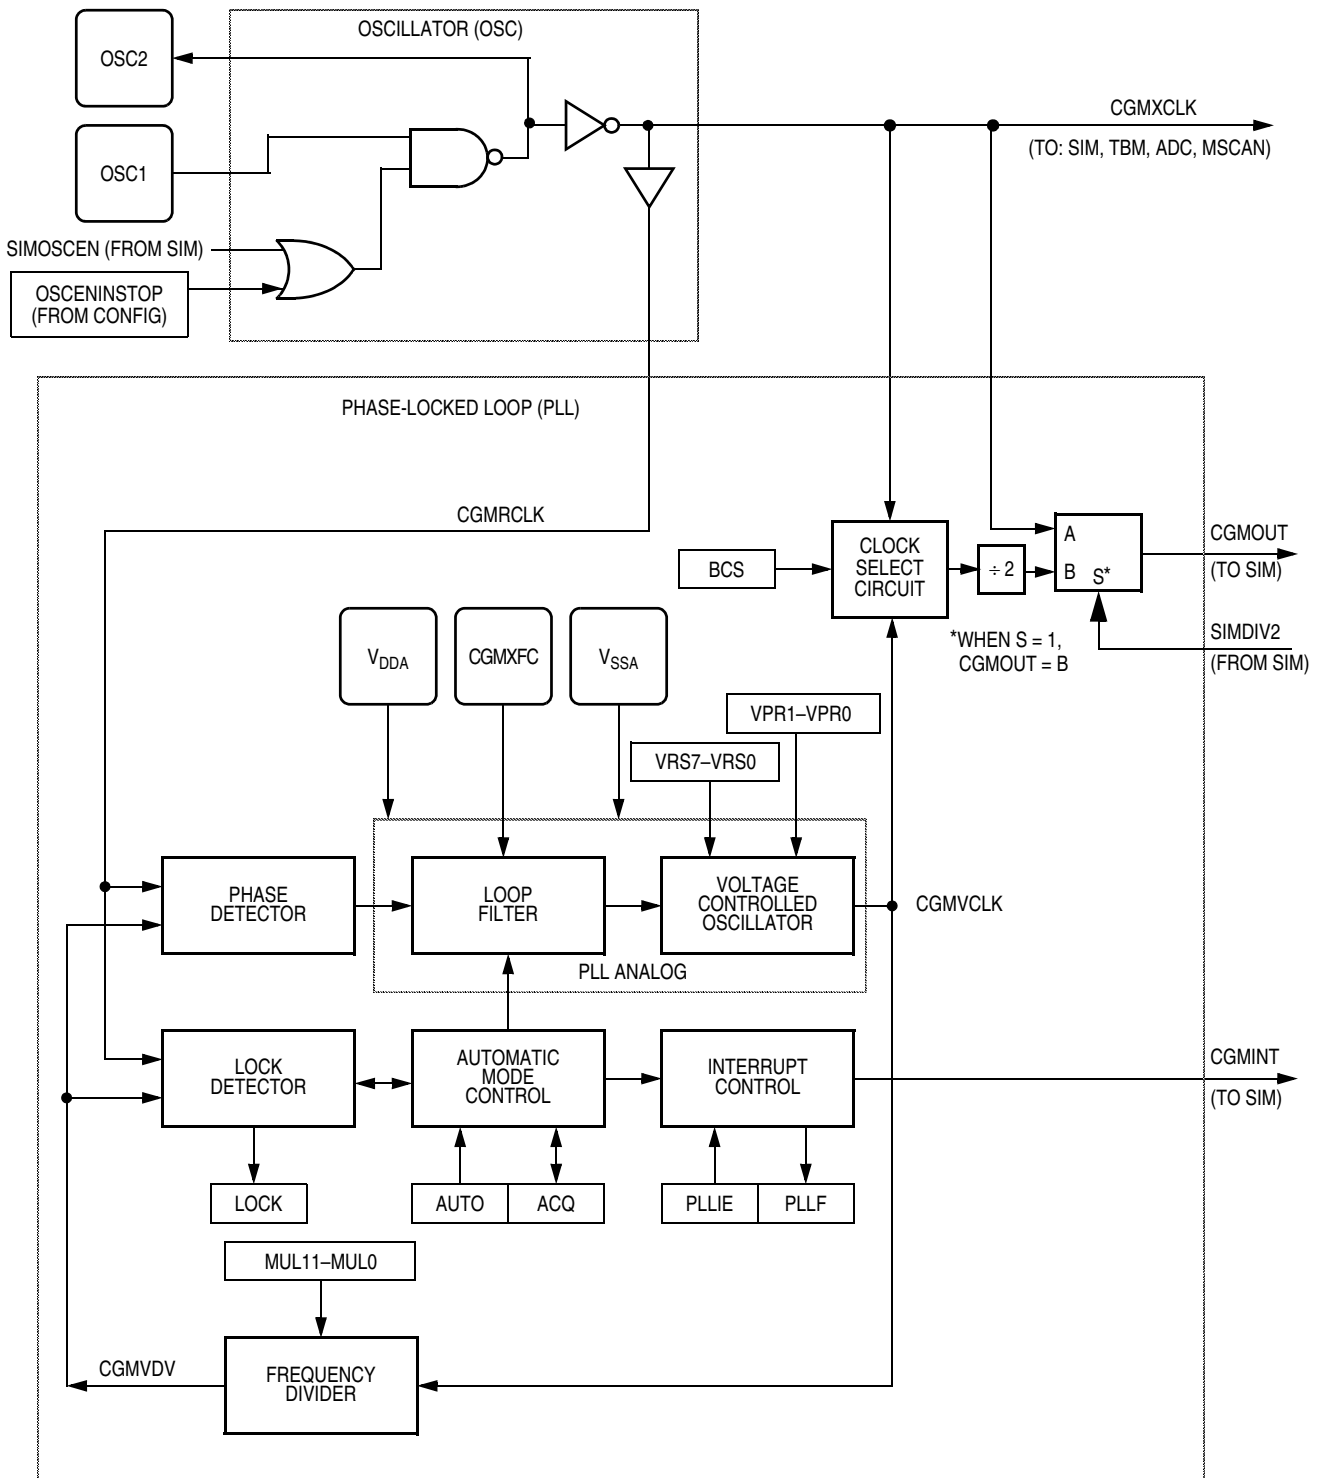 OSCILLATOR (OSC)
OSC2
CGMXCLK
(TO: SIM, TBM, ADC, MSCAN)
OSC1
SIMOSCEN (FROM SIM)
OSCENINSTOP
(FROM CONFIG)
PHASE-LOCKED LOOP (PLL)
CGMRCLK
BCS
CLOCK
SELECT
CIRCUIT
÷ 2
A
B
S*
CGMOUT
(TO SIM)
*WHEN S = 1,
CGMOUT = B
SIMDIV2
(FROM SIM)
VDDA
CGMXFC
VSSA
VPR1–VPR0
VRS7–VRS0
PHASE
DETECTOR
LOOP
FILTER
VOLTAGE
CONTROLLED
OSCILLATOR
CGMVCLK
PLL ANALOG
LOCK
DETECTOR
AUTOMATIC
MODE
CONTROL
INTERRUPT
CONTROL
CGMINT
(TO SIM)
LOCK
AUTO
ACQ
PLLIE
PLLF
MUL11–MUL0
CGMVDV
FREQUENCY
DIVIDER